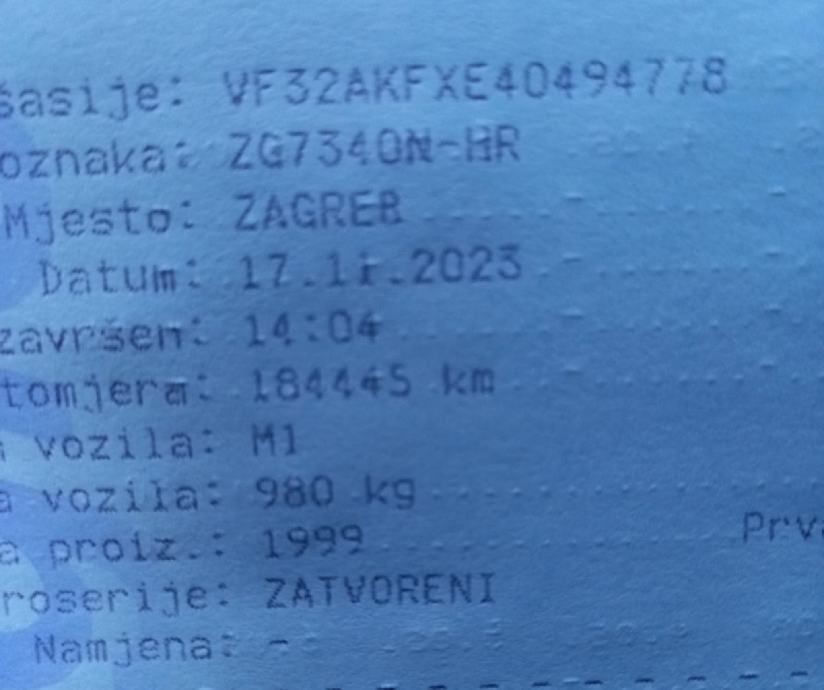 šasije: VF32AKFXE40494778
oznaka: ZG7340N-HR
Mjesto: ZAGREB
Datum: 17.11.2023
završen: 14:04
tomjera: 184445 km
vozila: M1
a vozila: 980 kg
a proiz.: 1999
Prva
roserije: ZATVORENI
Namjena: -